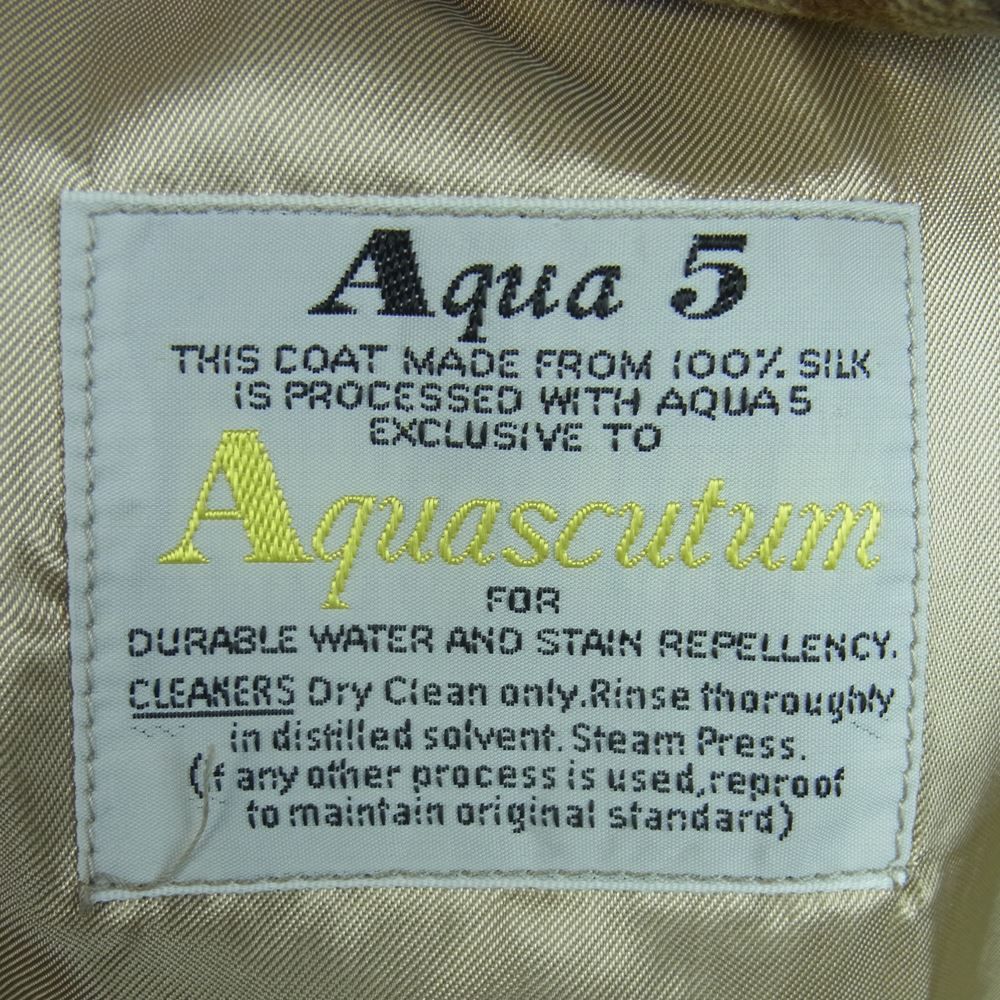 Aqua 5
THIS COAT MADE FROM 100% SILK
IS PROCESSED WITH AQUA 5
EXCLUSIVE TO
Aquascutum
FOR
DURABLE WATER AND STAIN REPELLENCY.
CLEANERS Dry Clean only. Rinse thoroughly
in distilled solvent. Steam Press.
(if any other process is used, reproof
to maintain original standard)